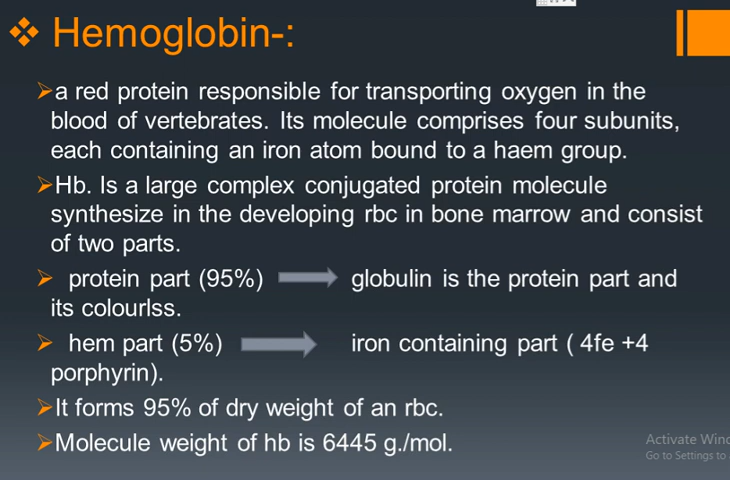 ❖ Hemoglobin-:
➢a red protein responsible for transporting oxygen in the
blood of vertebrates. Its molecule comprises four subunits,
each containing an iron atom bound to a haem group.
➢Hb. Is a large complex conjugated protein molecule
synthesize in the developing rbc in bone marrow and consist
of two parts.
➢ protein part (95%) globulin is the protein part and
its colourlss.
➢ hem part (5%) iron containing part ( 4fe +4
porphyrin).
➢It forms 95% of dry weight of an rbc.
➢Molecule weight of hb is 6445 g./mol.
Activate Wind
Go to Settings to